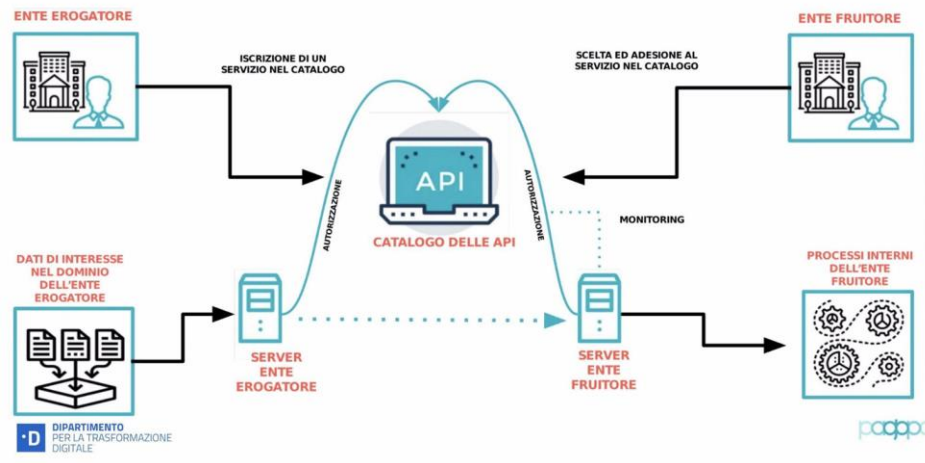 ENTE EROGATORE
ENTE FRUITORE
ISCRIZIONE DI UN
SERVIZIO NEL CATALOGO
SCELTA ED ADESIONE AL
SERVIZIO NEL CATALOGO
API
AUTORIZZAZIONE
AUTORIZZAZIONE
MONITORING
CATALOGO DELLE API
DATI DI INTERESSE
NEL DOMINIO
DELL'ENTE
EROGATORE
PROCESSI INTERNI
DELL'ENTE
FRUITORE
SERVER
ENTE
EROGATORE
SERVER
ENTE
FRUITORE
·D
DIPARTIMENTO
PER LA TRASFORMAZIONE
DIGITALE